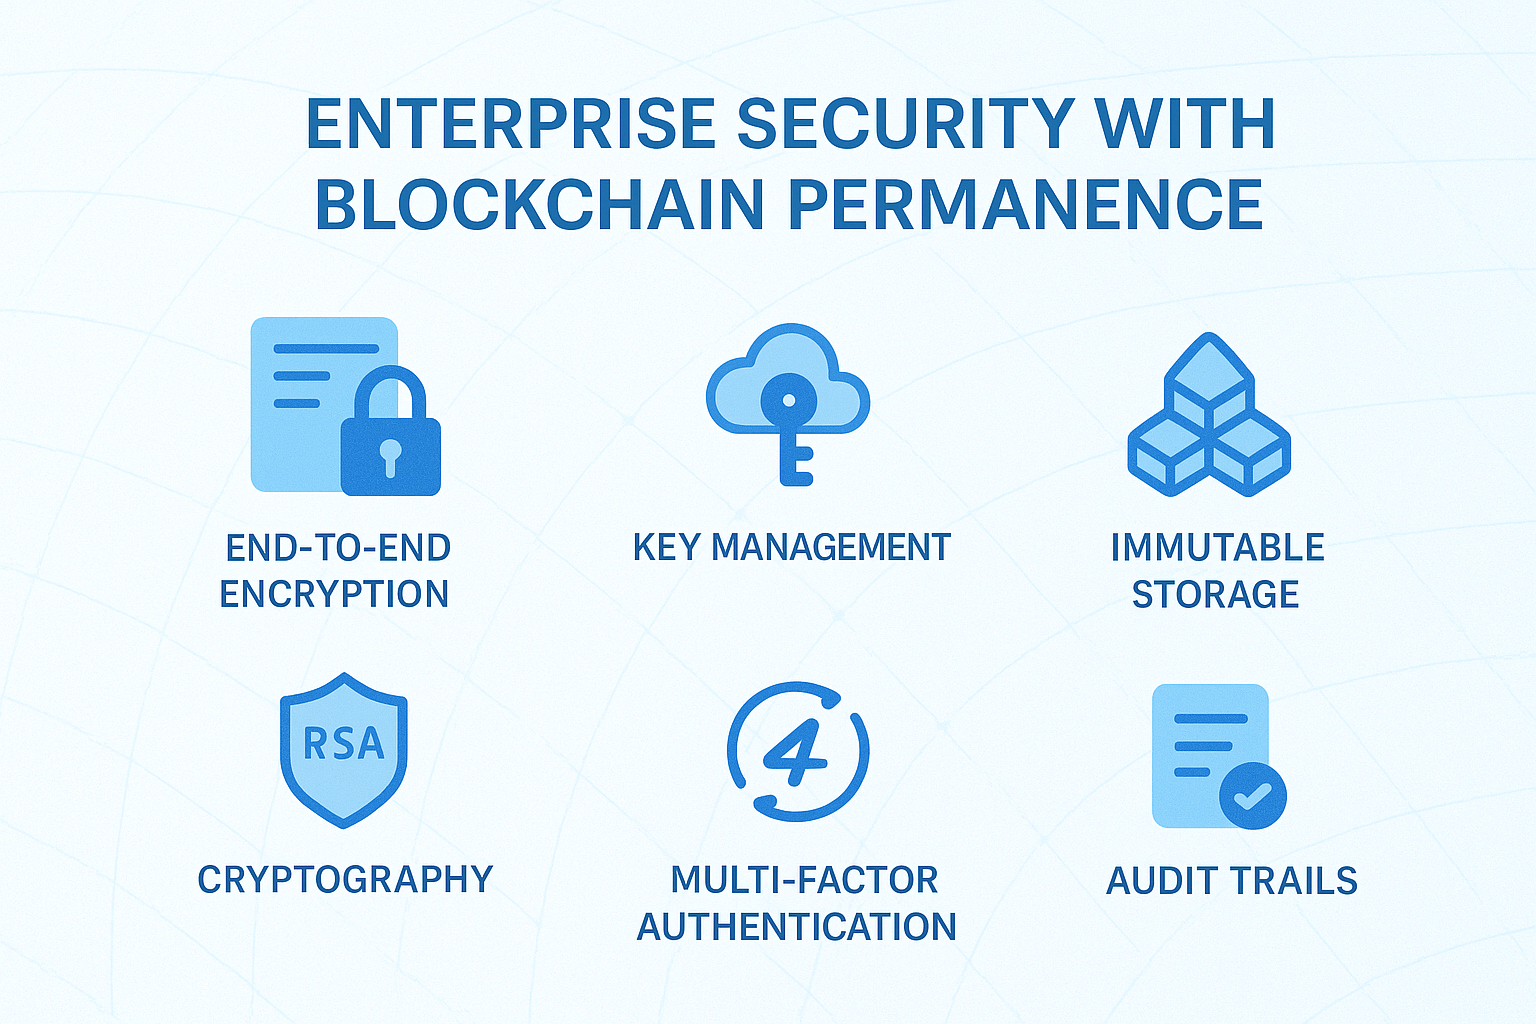 ENTERPRISE SECURITY WITH
BLOCKCHAIN PERMANENCE
END-TO-END
ENCRYPTION
KEY MANAGEMENT
IMMUTABLE
STORAGE
RSA
CRYPTOGRAPHY
4
MULTI-FACTOR
AUTHENTICATION
AUDIT TRAILS